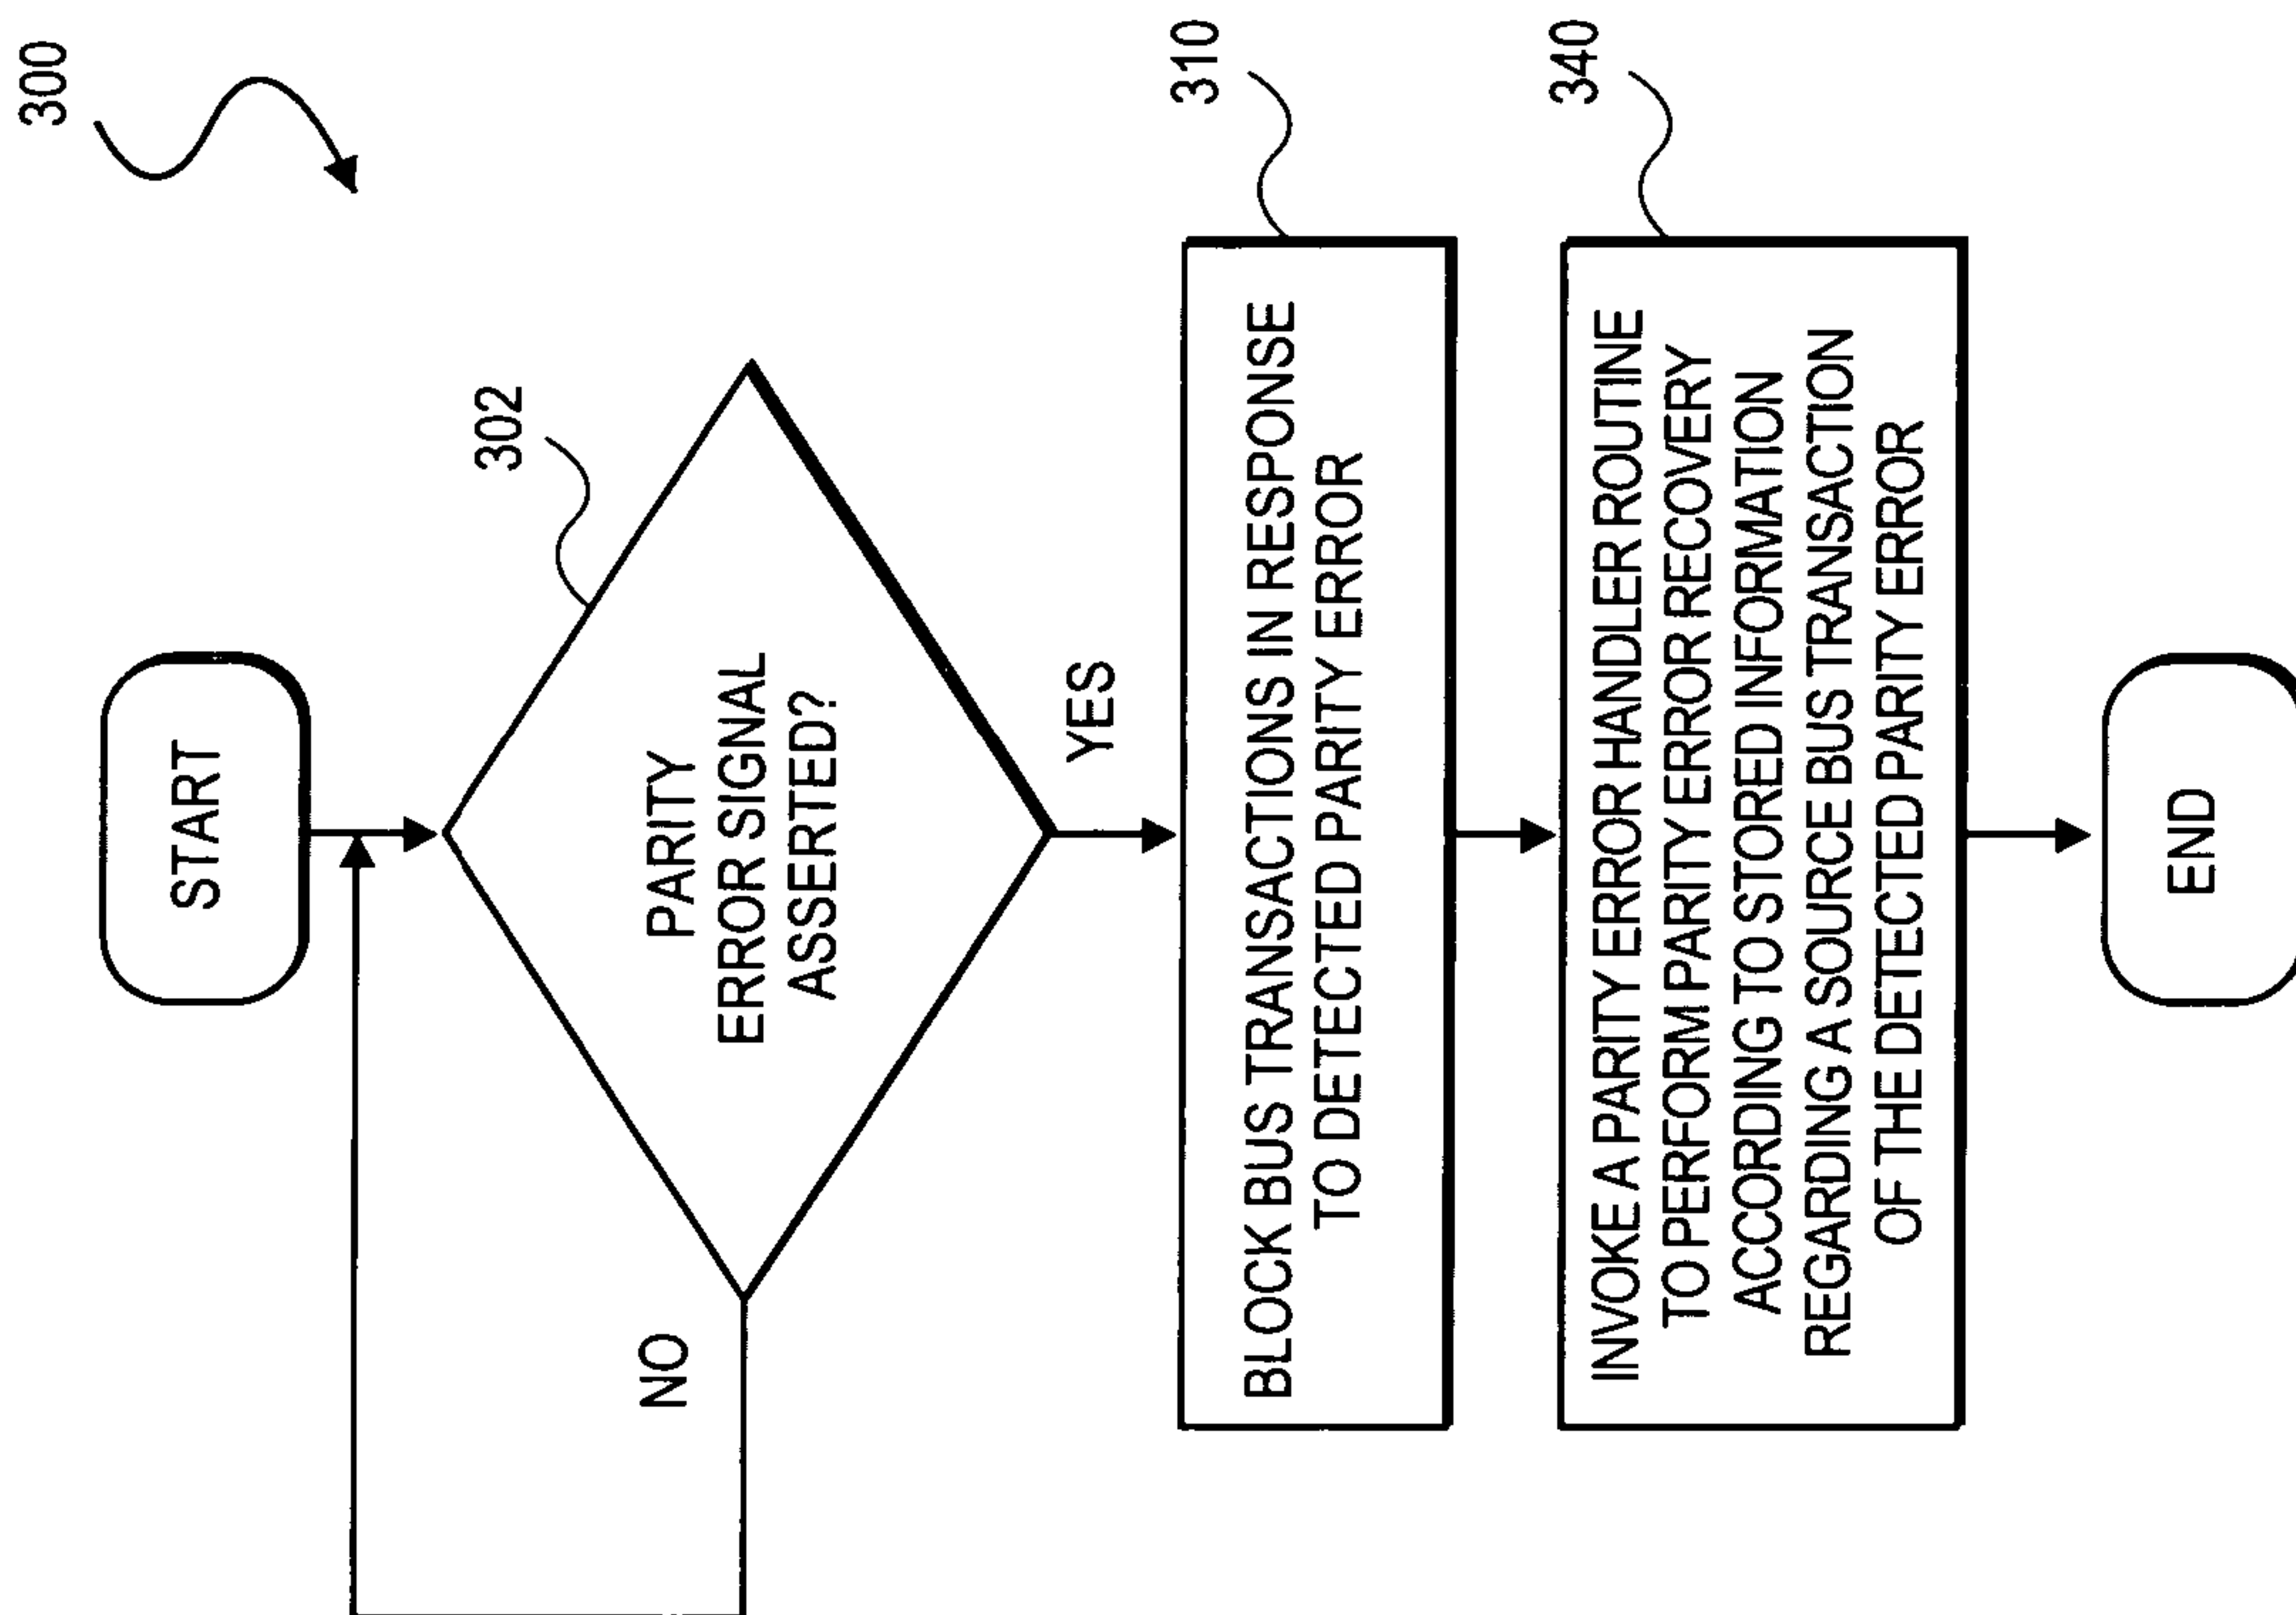 300
START
302
PARITY
ERROR SIGNAL
ASSERTED?
NO
YES
310
BLOCK BUS TRANSACTIONS IN RESPONSE
TO DETECTED PARITY ERROR
340
INVOKE A PARITY ERROR HANDLER ROUTINE
TO PERFORM PARITY ERROR RECOVERY
ACCORDING TO STORED INFORMATION
REGARDING A SOURCE BUS TRANSACTION
OF THE DETECTED PARITY ERROR
END